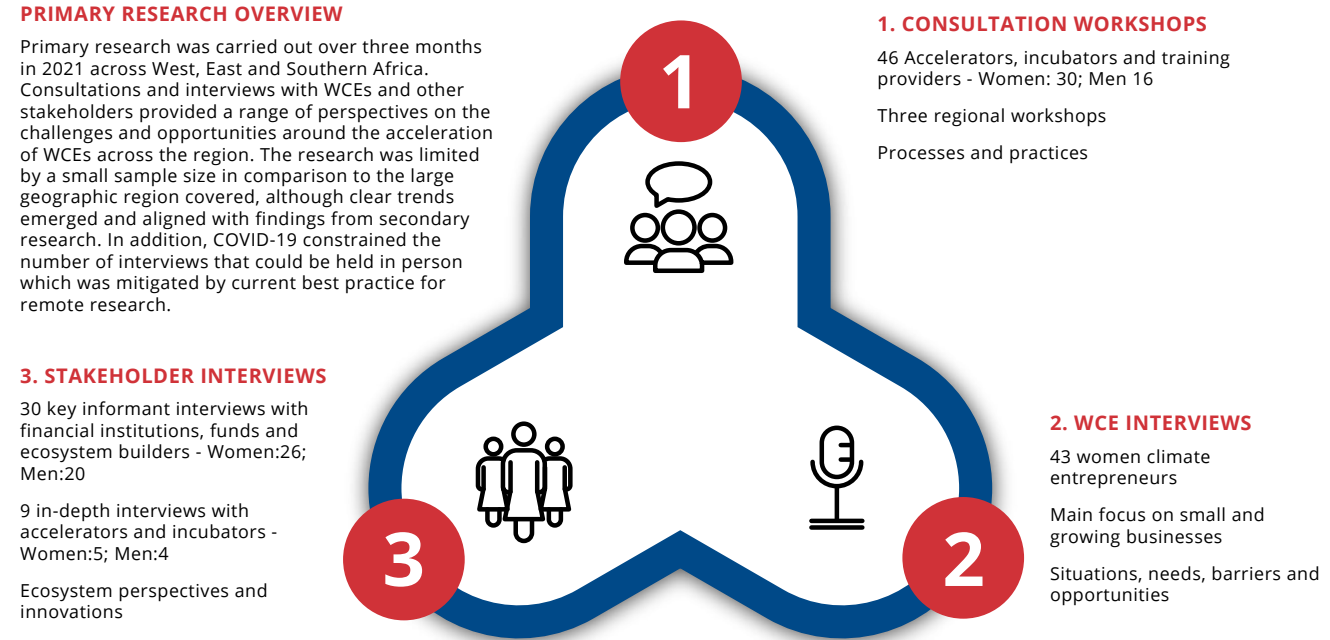 PRIMARY RESEARCH OVERVIEW
Primary research was carried out over three months
in 2021 across West, East and Southern Africa.
Consultations and interviews with WCEs and other
stakeholders provided a range of perspectives on the
challenges and opportunities around the acceleration
of WCEs across the region. The research was limited
by a small sample size in comparison to the large
geographic region covered, although clear trends
emerged and aligned with findings from secondary
research. In addition, COVID-19 constrained the
number of interviews that could be held in person
which was mitigated by current best practice for
remote research.
1
1. CONSULTATION WORKSHOPS
46 Accelerators, incubators and training
providers - Women: 30; Men 16
Three regional workshops
Processes and practices
2
2. WCE INTERVIEWS
43 women climate
entrepreneurs
Main focus on small and
growing businesses
Situations, needs, barriers and
opportunities
3
3. STAKEHOLDER INTERVIEWS
30 key informant interviews with
financial institutions, funds and
ecosystem builders - Women:26;
Men:20
9 in-depth interviews with
accelerators and incubators -
Women:5; Men:4
Ecosystem perspectives and
innovations